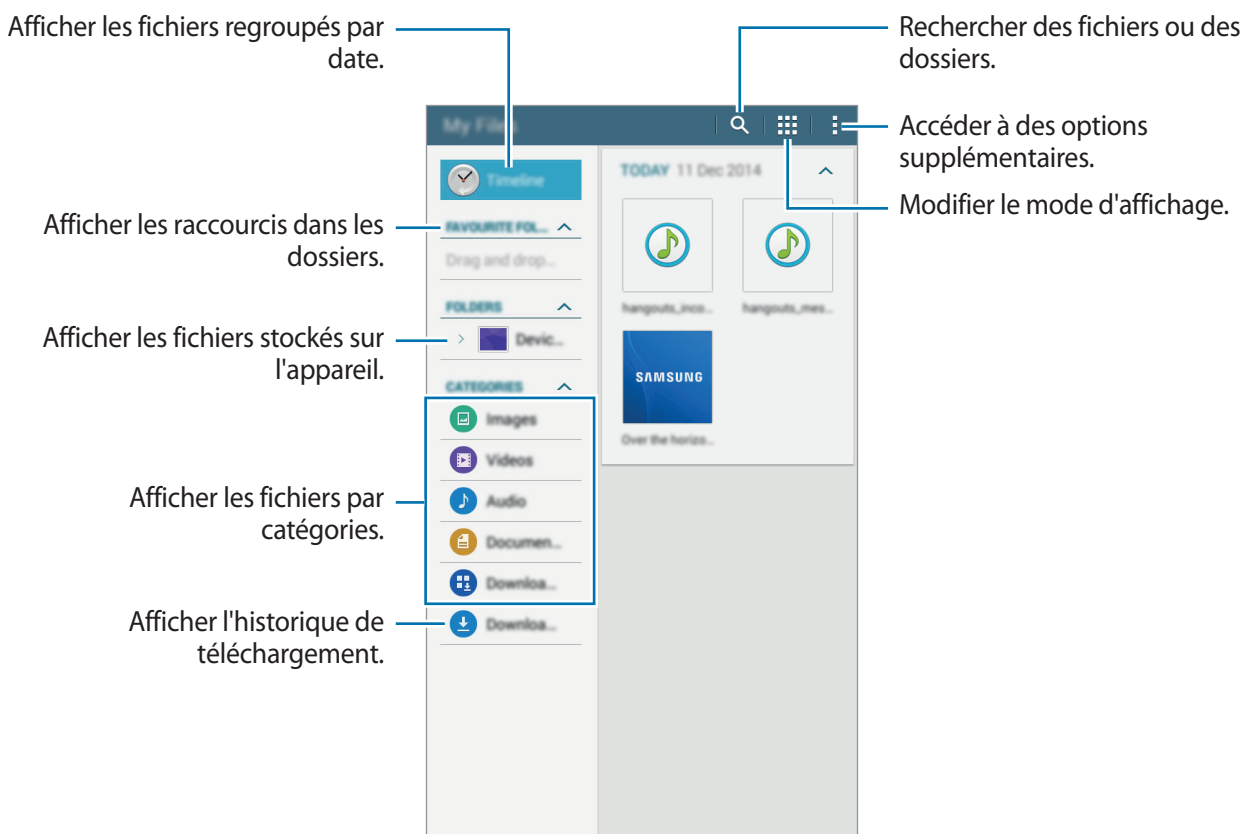 Afficher les fichiers regroupés par
date.
Rechercher des fichiers ou des
dossiers.
My Files
Accéder à des options
supplémentaires.
Modifier le mode d'affichage.
Timeline
TODAY 11 Dec 2014
Afficher les raccourcis dans les
dossiers.
FAVOURITE FOL...
Drag and drop...
hangouts_inco...
hangouts_mes...
FOLDERS
Afficher les fichiers stockés sur
l'appareil.
Devic...
SAMSUNG
CATEGORIES
Images
Over the horizo...
Videos
Afficher les fichiers par
catégories.
Audio
Documen...
Downloa...
Afficher l'historique de
téléchargement.
Downloa...